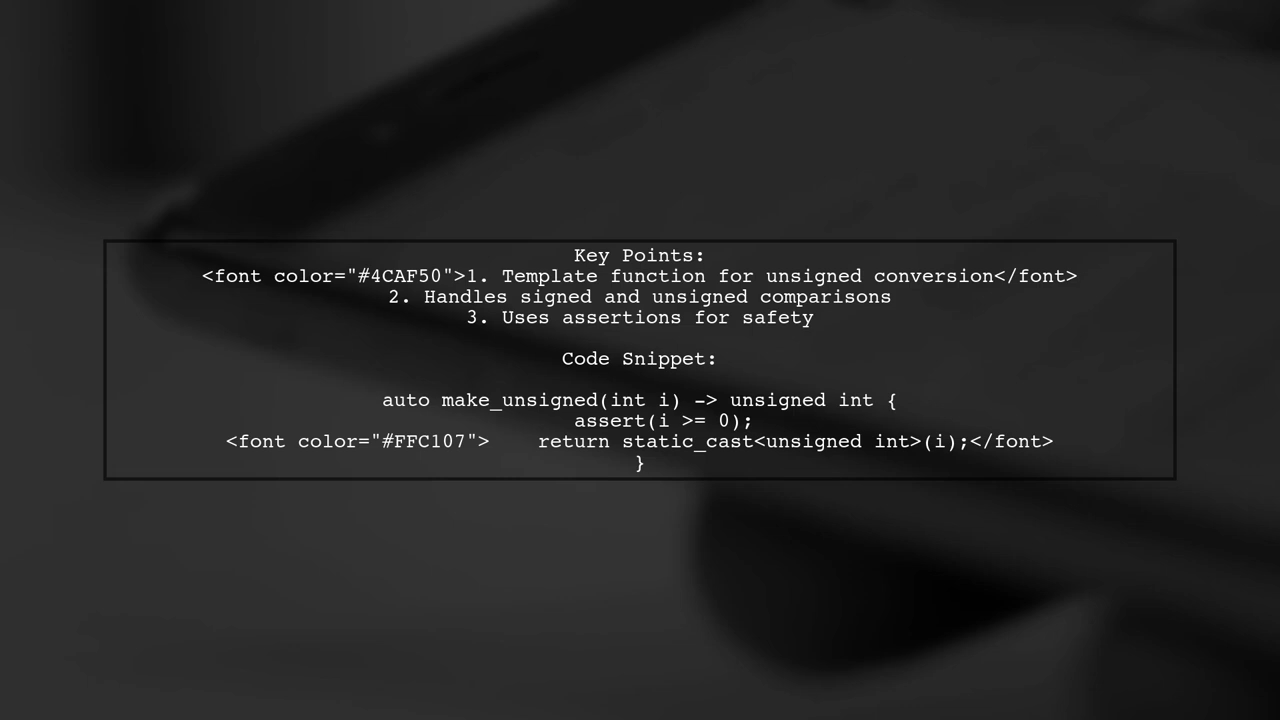 Key Points:
<font color="#4CAF50">1. Template function for unsigned conversion</font>
2. Handles signed and unsigned comparisons
3. Uses assertions for safety
Code Snippet:
auto make_unsigned(int i) -> unsigned int {
assert(i >= 0);
<font color="#FFC107">    return static_cast<unsigned int>(i);</font>
}